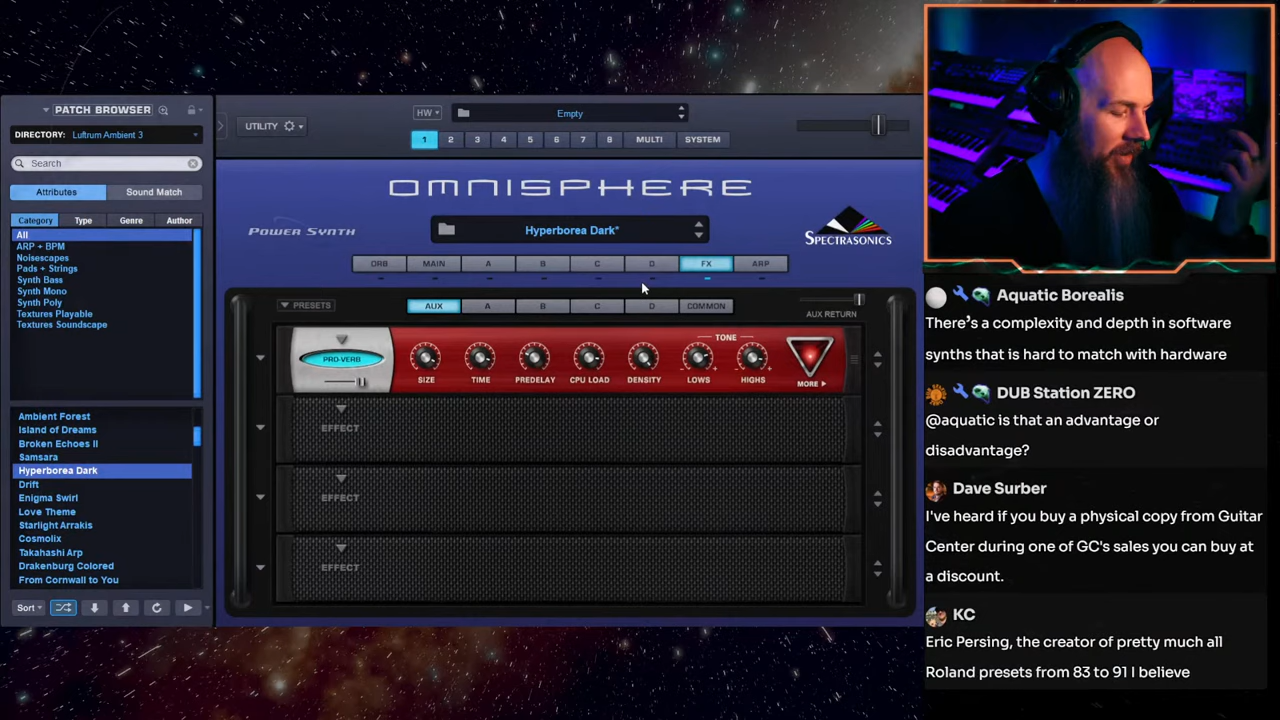 PATCH BROWSER
DIRECTORY: Luftrum Ambient 3
Search
Attributes Sound Match
Category Type Genre Author
All
ARP + BPM
Noisescapes
Pads + Strings
Synth Bass
Synth Mono
Synth Poly
Textures Playable
Textures Soundscape
Ambient Forest
Island of Dreams
Broken Echoes II
Samsara
Hyperborea Dark
Drift
Enigma Swirl
Love Theme
Starlight Arrakis
Cosmolix
Takahashi Arp
Drakenburg Colored
From Cornwall to You
Sort
UTILITY
HW
Empty
1 2 3 4 5 6 7 8 MULTI SYSTEM
OMNISPHERE
POWER SYNTH
Hyperborea Dark*
SPECTRASONICS
ORB MAIN A B C D FX ARP
PRESETS
AUX A B C D COMMON
AUX RETURN
PRO-VERB
TONE
SIZE TIME PREDELAY CPU LOAD DENSITY LOWS HIGHS
MORE
EFFECT
EFFECT
EFFECT
Aquatic Borealis
There's a complexity and depth in software
synths that is hard to match with hardware
DUB Station ZERO
@aquatic is that an advantage or
disadvantage?
Dave Surber
I've heard if you buy a physical copy from Guitar
Center during one of GC's sales you can buy at
a discount.
KC
Eric Persing, the creator of pretty much all
Roland presets from 83 to 91 I believe